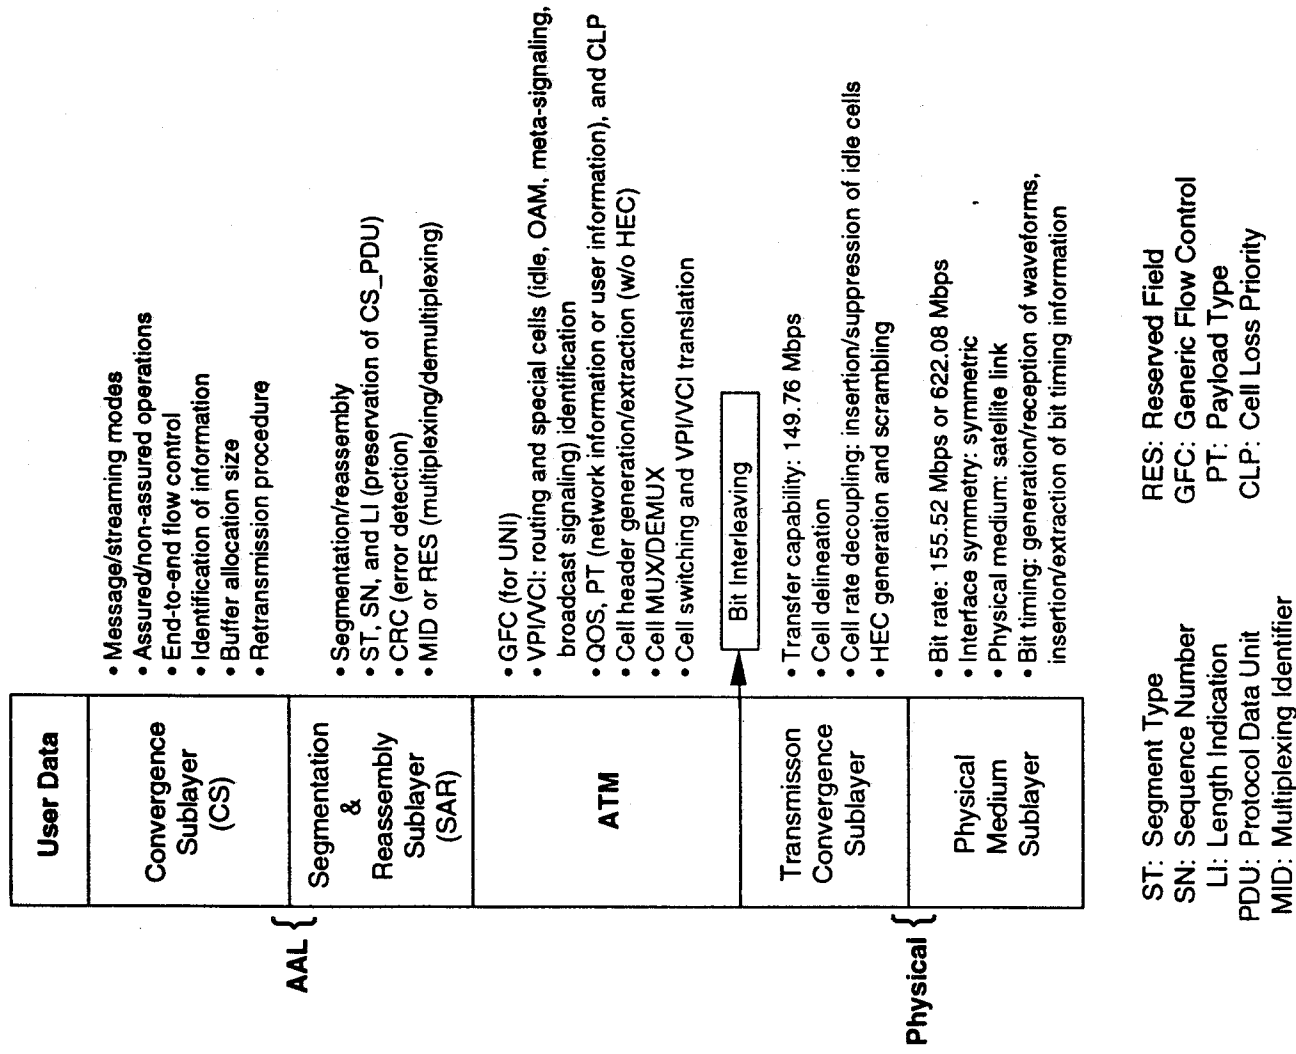 User Data
AAL {
Convergence
Sublayer
(CS)
• Message/streaming modes
• Assured/non-assured operations
• End-to-end flow control
• Identification of information
• Buffer allocation size
• Retransmission procedure
Segmentation
&
Reassembly
Sublayer
(SAR)
• Segmentation/reassembly
• ST, SN, and LI (preservation of CS_PDU)
• CRC (error detection)
• MID or RES (multiplexing/demultiplexing)
ATM
• GFC (for UNI)
• VPI/VCI: routing and special cells (idle, OAM, meta-signaling,
broadcast signaling) identification
• QOS, PT (network information or user information), and CLP
• Cell header generation/extraction (w/o HEC)
• Cell MUX/DEMUX
• Cell switching and VPI/VCI translation
Bit Interleaving
Physical {
Transmisson
Convergence
Sublayer
• Transfer capability: 149.76 Mbps
• Cell delineation
• Cell rate decoupling: insertion/suppression of idle cells
• HEC generation and scrambling
Physical
Medium
Sublayer
• Bit rate: 155.52 Mbps or 622.08 Mbps
• Interface symmetry: symmetric
• Physical medium: satellite link
• Bit timing: generation/reception of waveforms,
insertion/extraction of bit timing information
ST: Segment Type
SN: Sequence Number
LI: Length Indication
PDU: Protocol Data Unit
MID: Multiplexing Identifier
RES: Reserved Field
GFC: Generic Flow Control
PT: Payload Type
CLP: Cell Loss Priority